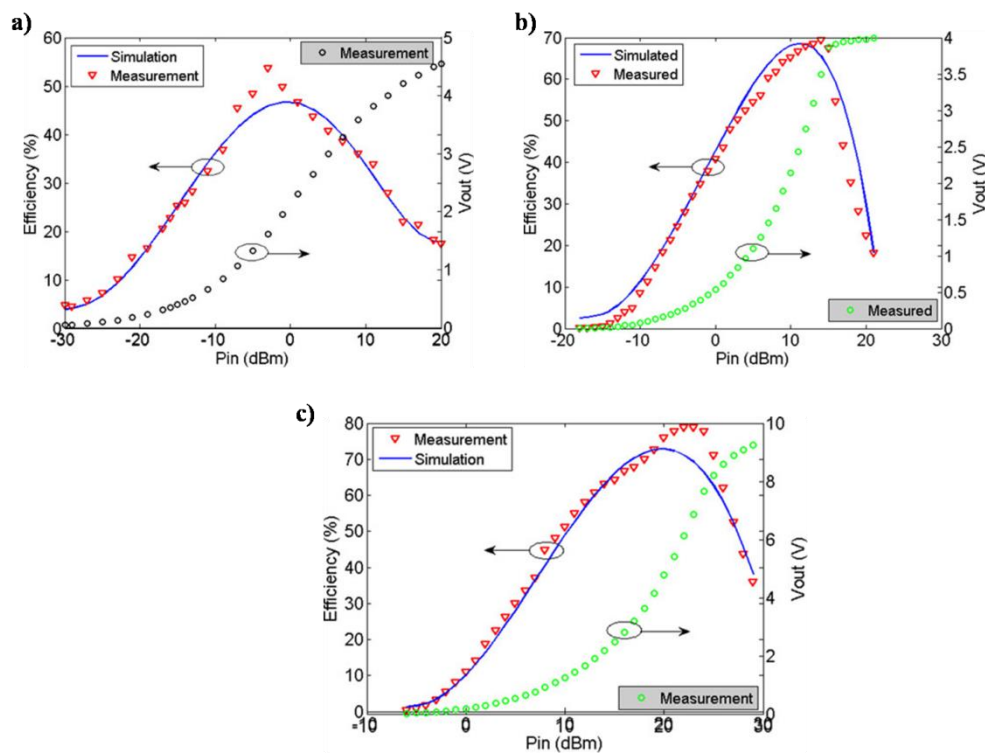 a)
Efficiency (%)
60
50
40
30
20
10
0
Simulation
Measurement
Measurement
5
4
3
2
1
0
Vout (V)
-30
-20
-10
0
10
20
Pin (dBm)
b)
Efficiency (%)
70
60
50
40
30
20
10
0
Simulated
Measured
Measured
4
3.5
3
2.5
2
1.5
1
0.5
0
Vout (V)
-20
-10
0
10
20
30
Pin (dBm)
c)
Efficiency (%)
80
70
60
50
40
30
20
10
0
Measurement
Simulation
Measurement
10
8
6
4
2
0
Vout (V)
-10
0
10
20
30
Pin (dBm)